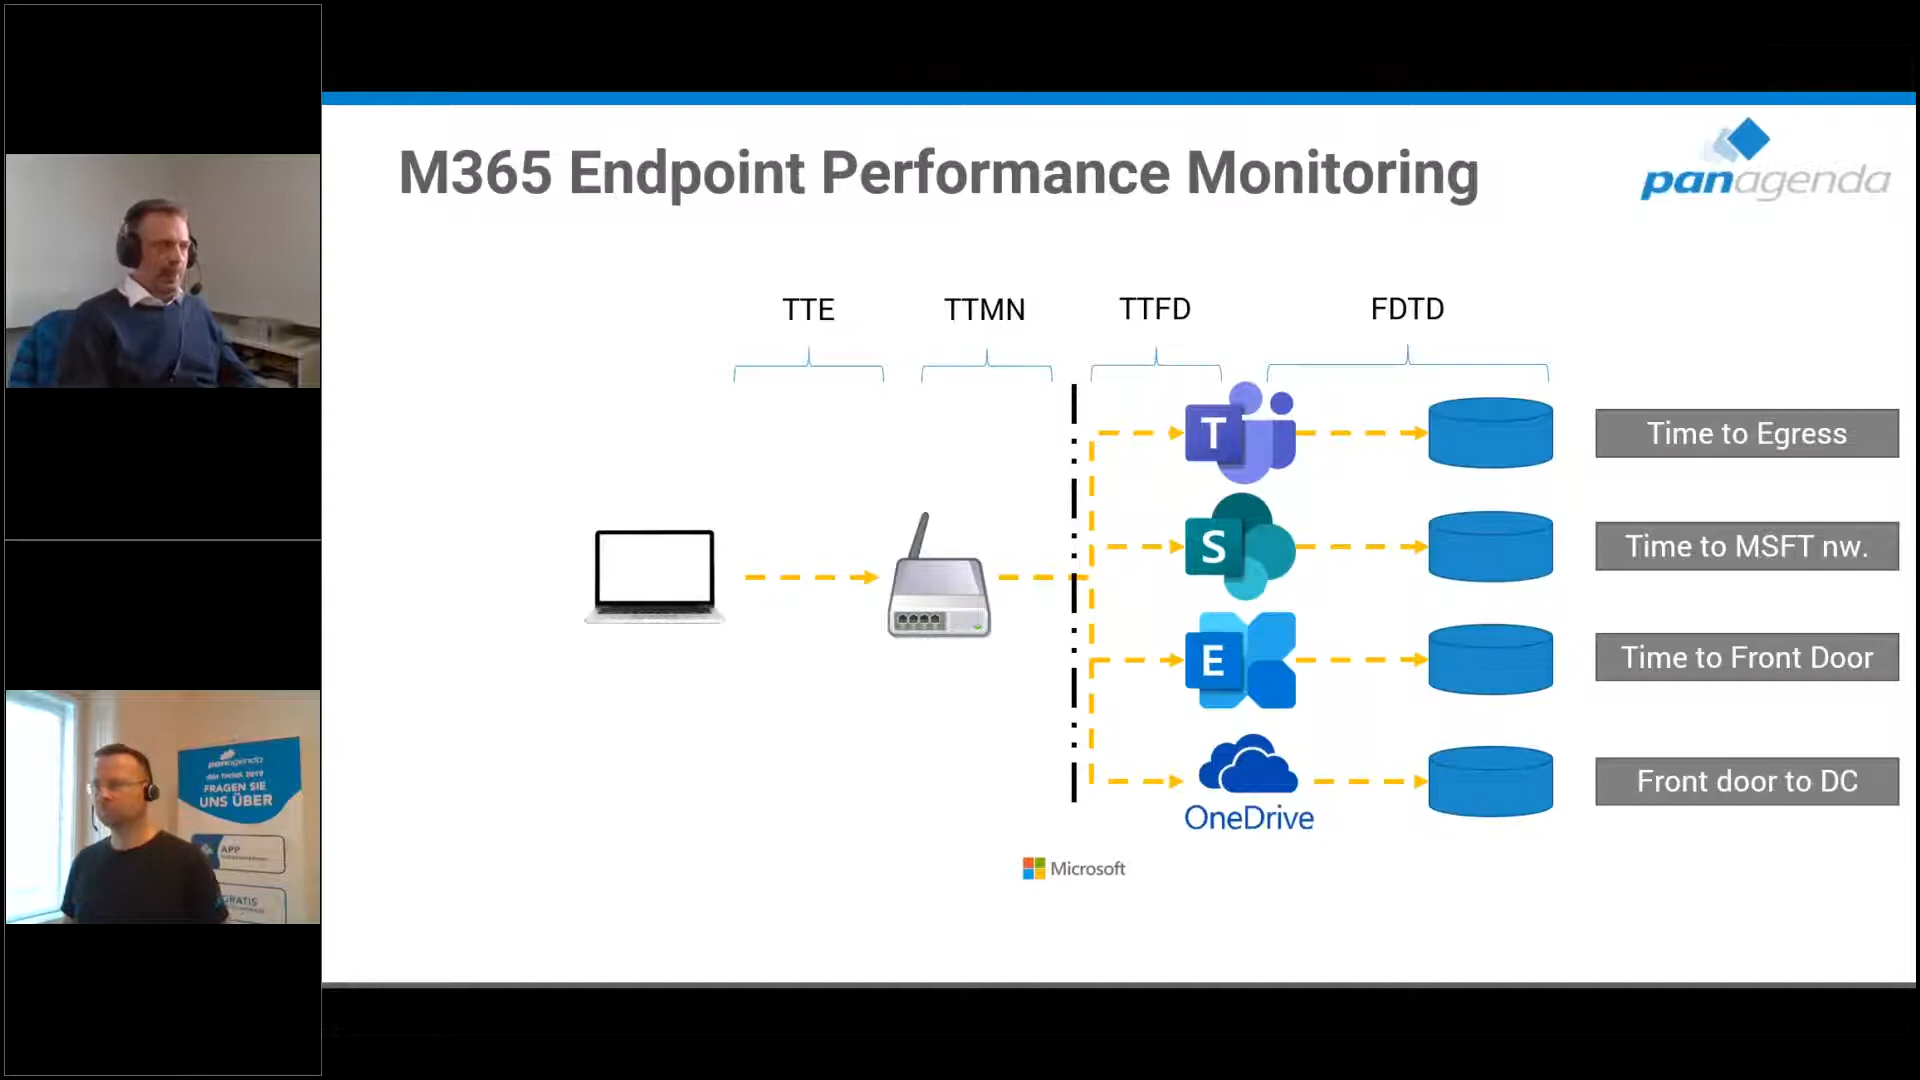 M365 Endpoint Performance Monitoring
panagenda
TTE
TTMN
TTFD
FDTD
T
Time to Egress
S
Time to MSFT nw.
E
Time to Front Door
OneDrive
Front door to DC
Microsoft
panagenda
FRAGEN SIE
UNS ÜBER
APP
GRATIS